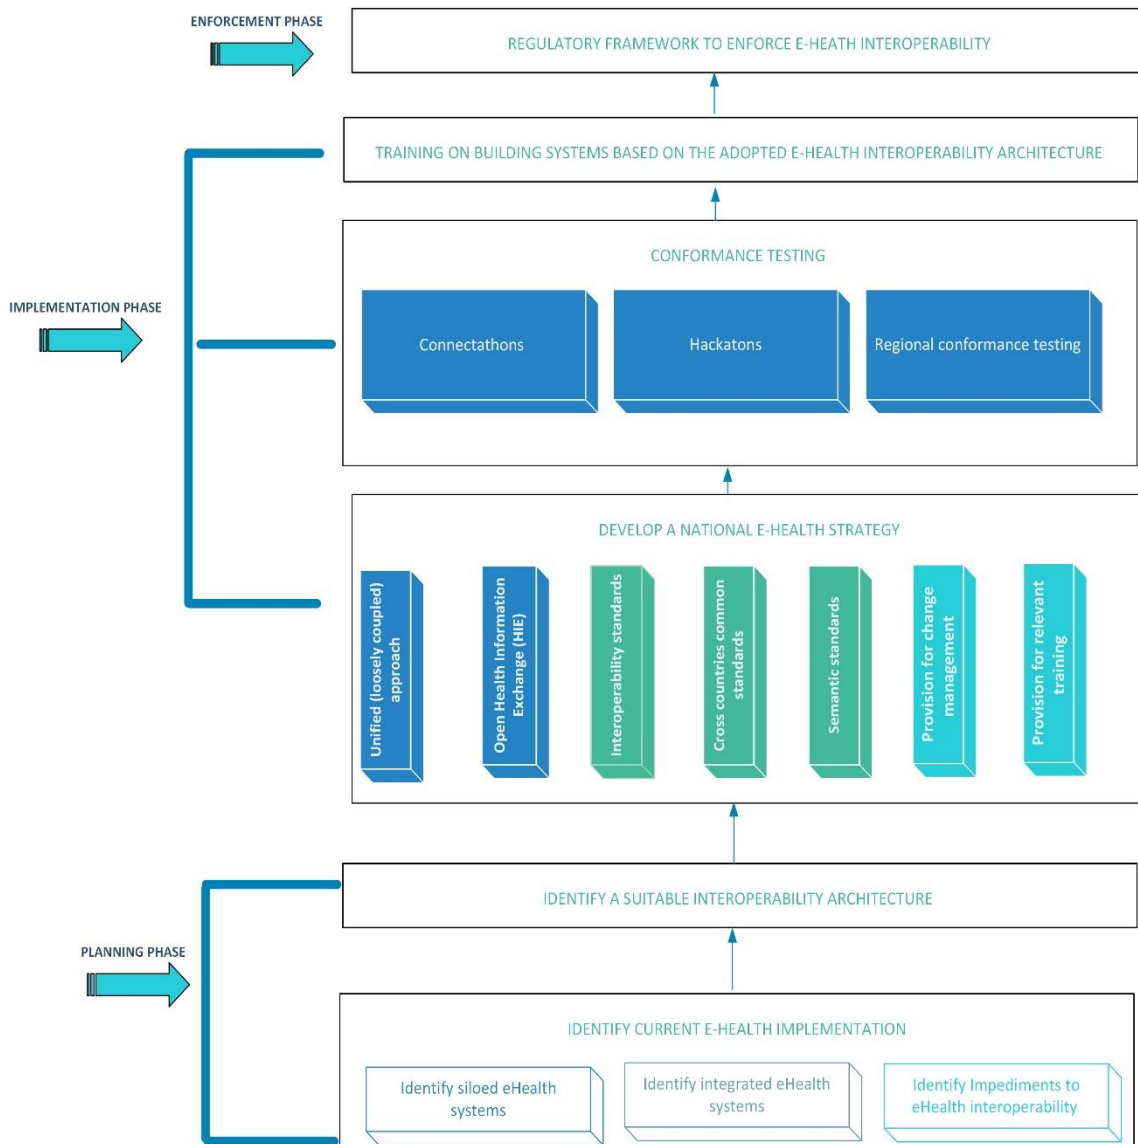 ENFORCEMENT PHASE
REGULATORY FRAMEWORK TO ENFORCE E-HEATH INTEROPERABILITY
TRAINING ON BUILDING SYSTEMS BASED ON THE ADOPTED E-HEALTH INTEROPERABILITY ARCHITECTURE
CONFORMANCE TESTING
IMPLEMENTATION PHASE
Connectathons
Hackatons
Regional conformance testing
DEVELOP A NATIONAL E-HEALTH STRATEGY
Unified (loosely coupled)
approach
Open Health Information
Exchange (HIE)
Interoperability standards
Cross countries common
standards
Semantic standards
Provision for change
management
Provision for relevant
training
IDENTIFY A SUITABLE INTEROPERABILITY ARCHITECTURE
PLANNING PHASE
IDENTIFY CURRENT E-HEALTH IMPLEMENTATION
Identify siloed eHealth
systems
Identify integrated eHealth
systems
Identify Impediments to
eHealth interoperability